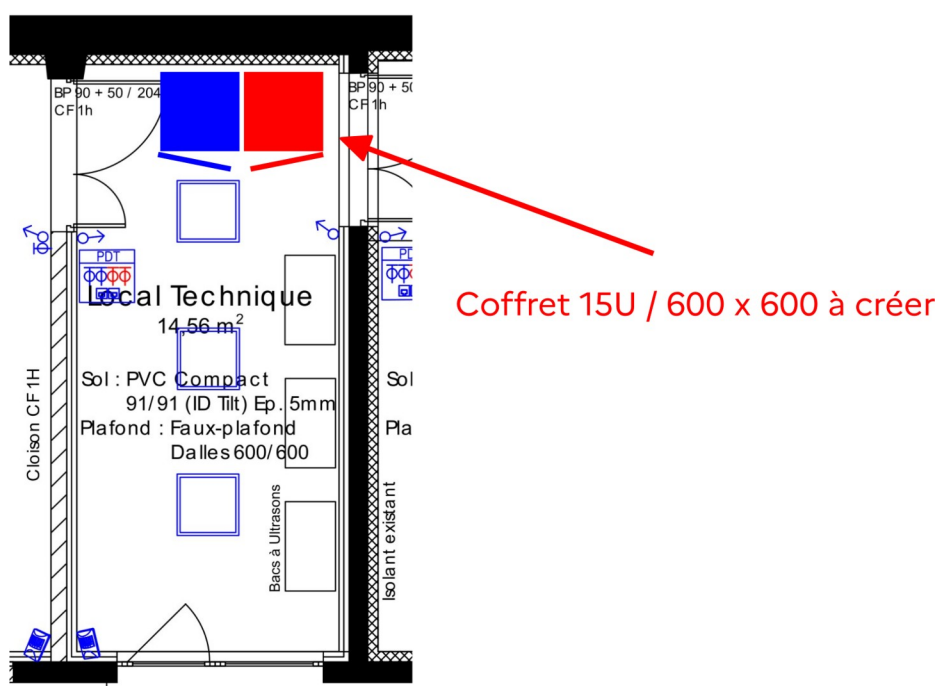 BP 90 + 50 / 204
CF 1h
BP 90 + 50
CF 1h
PDT
Local Technique
14,56 m²
Coffret 15U / 600 x 600 à créer
Sol : PVC Compact
91/91 (ID Tilt) Ep. 5mm
Plafond : Faux-plafond
Dalles 600/600
Sol
Pla
Cloison CF 1H
Bacs à Ultrasons
Isolant existant